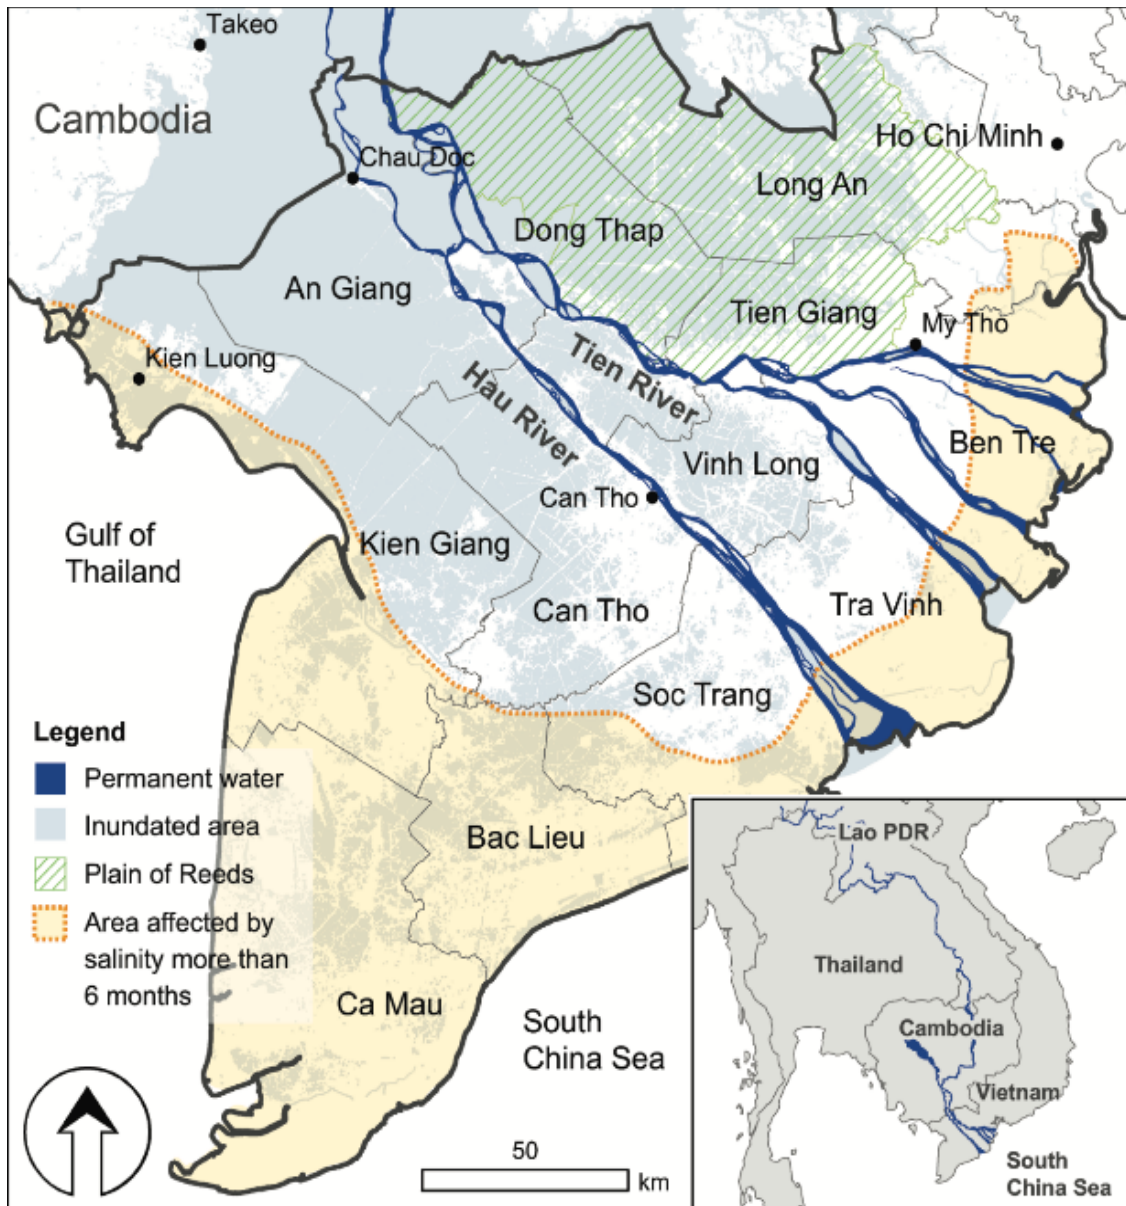 Takeo
Cambodia
Ho Chi Minh
Chau Doc
Long An
Dong Thap
An Giang
Tien Giang
My Tho
Kien Luong
Tien River
Hau River
Ben Tre
Vinh Long
Can Tho
Gulf of
Thailand
Kien Giang
Can Tho
Tra Vinh
Soc Trang
Legend
Permanent water
Inundated area
Plain of Reeds
Area affected by
salinity more than
6 months
Bac Lieu
Ca Mau
South
China Sea
50
km
Lao PDR
Thailand
Cambodia
Vietnam
South
China Sea